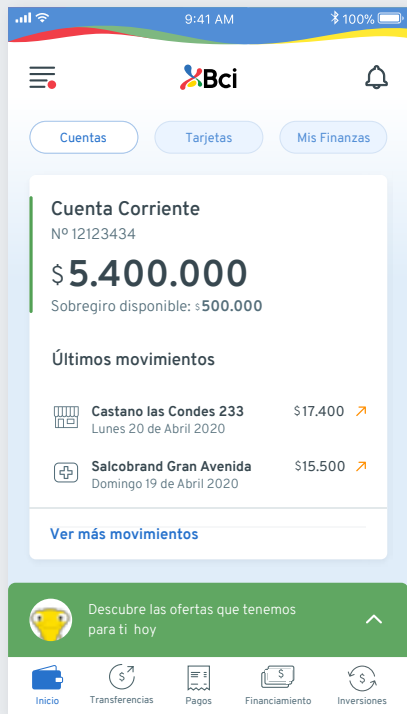 9:41 AM
100%
Bci
Cuentas
Tarjetas
Mis Finanzas
Cuenta Corriente
Nº 12123434
$5.400.000
Sobregiro disponible: $500.000
Últimos movimientos
Castano las Condes 233
$17.400
Lunes 20 de Abril 2020
Salcobrand Gran Avenida
$15.500
Domingo 19 de Abril 2020
Ver más movimientos
Descubre las ofertas que tenemos
para ti hoy
Inicio
Transferencias
Pagos
Financiamiento
Inversiones